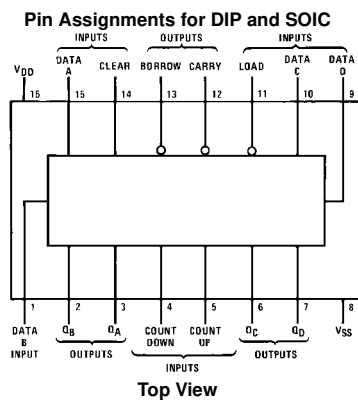 Pin Assignments for DIP and SOIC
INPUTS OUTPUTS INPUTS
VDD DATA A CLEAR BORROW CARRY LOAD DATA C DATA D
16 15 14 13 12 11 10 9
1 2 3 4 5 6 7 8
DATA B INPUT QB QA COUNT DOWN COUNT UP QC QD VSS
OUTPUTS INPUTS OUTPUTS
Top View